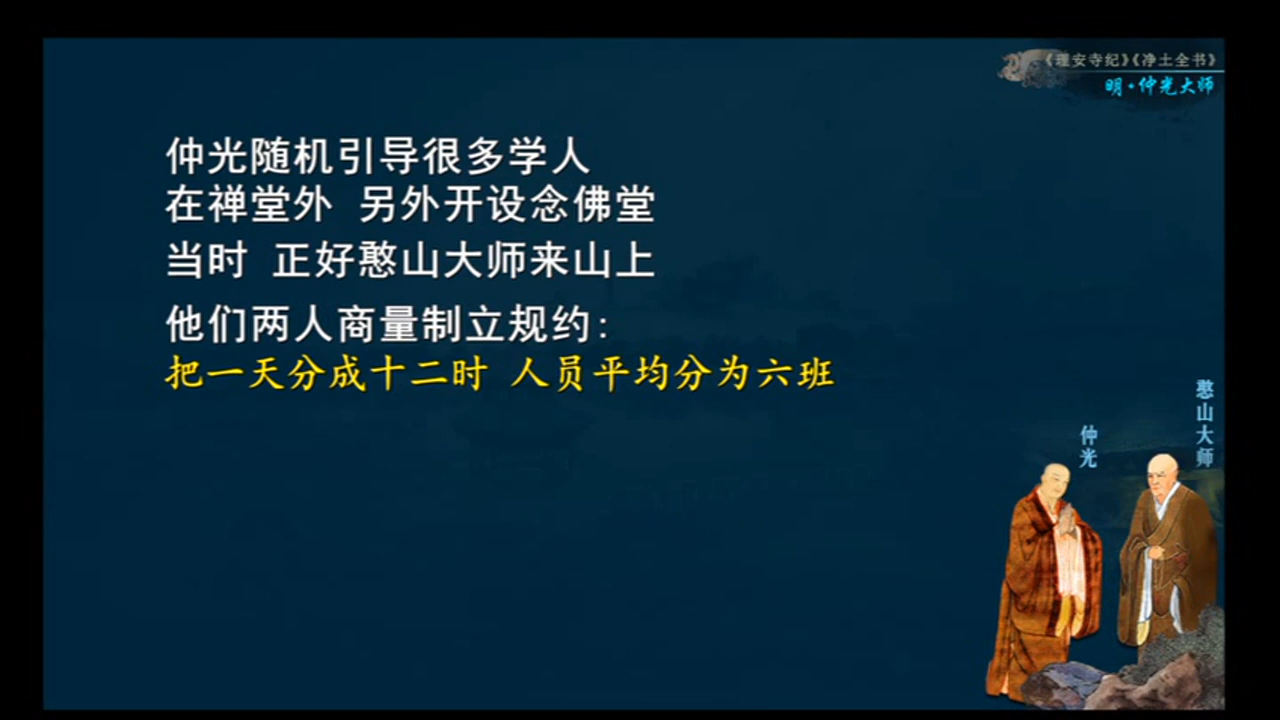 《理安寺纪》《净土全书》
明·仲光大师
仲光随机引导很多学人
在禅堂外 另外开设念佛堂
当时 正好憨山大师来山上
他们两人商量制立规约：
把一天分成十二时 人员平均分为六班
仲光
憨山大师